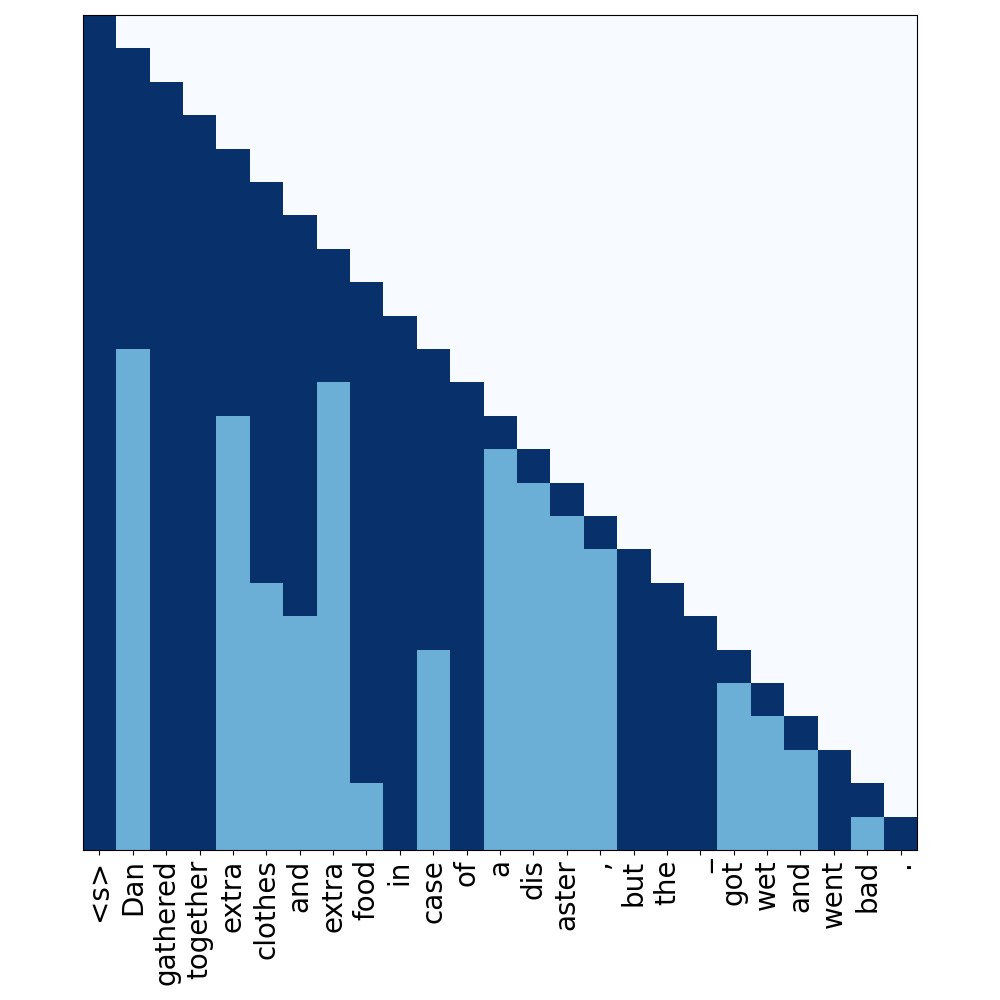 <s> Dan gathered together extra clothes and extra food in case of a dis aster , but the _ got wet and went bad .